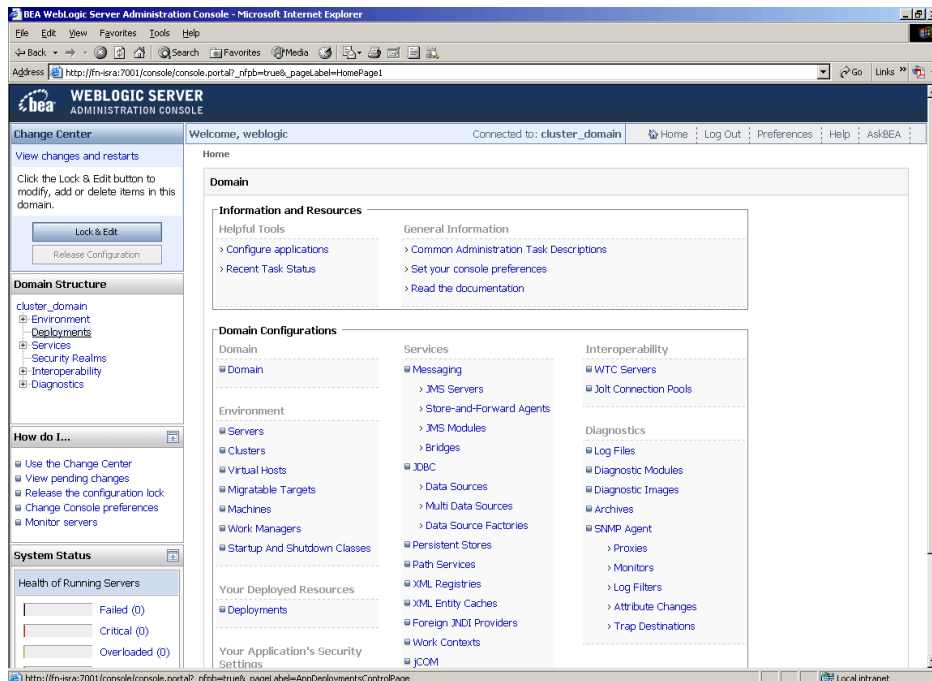 BEA WebLogic Server Administration Console - Microsoft Internet Explorer
File Edit View Favorites Tools Help
Back Search Favorites Media
Address http://fn-isra:7001/console/console.portal?_nfpb=true&_pageLabel=HomePage1 Go Links »
bea WEBLOGIC SERVER
ADMINISTRATION CONSOLE
Change Center
View changes and restarts
Click the Lock & Edit button to
modify, add or delete items in this
domain.
Lock & Edit
Release Configuration
Domain Structure
cluster_domain
Environment
Deployments
Services
Security Realms
Interoperability
Diagnostics
How do I...
Use the Change Center
View pending changes
Release the configuration lock
Change Console preferences
Monitor servers
System Status
Health of Running Servers
Failed (0)
Critical (0)
Overloaded (0)
Welcome, weblogic Connected to: cluster_domain Home Log Out Preferences Help AskBEA
Home
Domain
Information and Resources
Helpful Tools
> Configure applications
> Recent Task Status
General Information
> Common Administration Task Descriptions
> Set your console preferences
> Read the documentation
Domain Configurations
Domain
Domain
Environment
Servers
Clusters
Virtual Hosts
Migratable Targets
Machines
Work Managers
Startup And Shutdown Classes
Your Deployed Resources
Deployments
Your Application's Security
Settings
Services
Messaging
> JMS Servers
> Store-and-Forward Agents
> JMS Modules
> Bridges
JDBC
> Data Sources
> Multi Data Sources
> Data Source Factories
Persistent Stores
Path Services
XML Registries
XML Entity Caches
Foreign JNDI Providers
Work Contexts
jCOM
Interoperability
WTC Servers
Jolt Connection Pools
Diagnostics
Log Files
Diagnostic Modules
Diagnostic Images
Archives
SNMP Agent
> Proxies
> Monitors
> Log Filters
> Attribute Changes
> Trap Destinations
http://fn-isra:7001/console/console.portal?_nfpb=true&_pageLabel=AppDeploymentsControlPage Local intranet